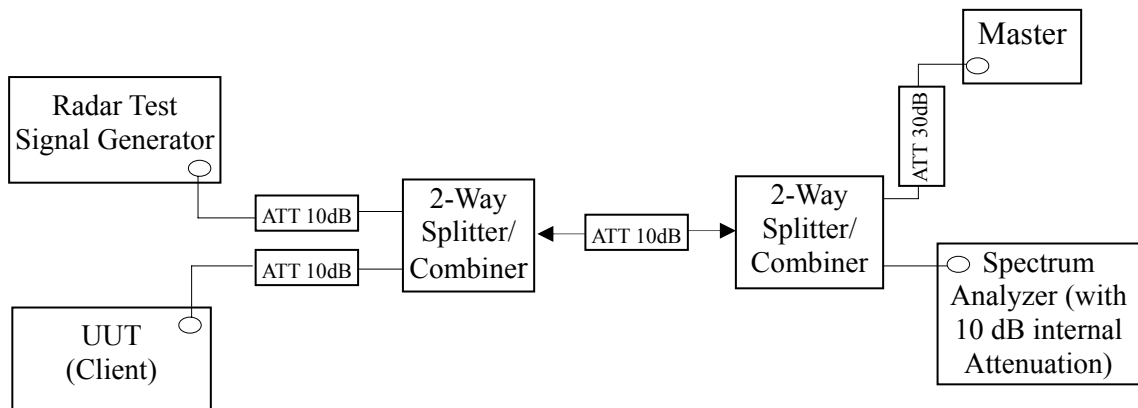 Master
Radar Test
Signal Generator
ATT 30dB
2-Way
Splitter/
Combiner
2-Way
Splitter/
Combiner
ATT 10dB
ATT 10dB
ATT 10dB
UUT
(Client)
Spectrum
Analyzer (with
10 dB internal
Attenuation)